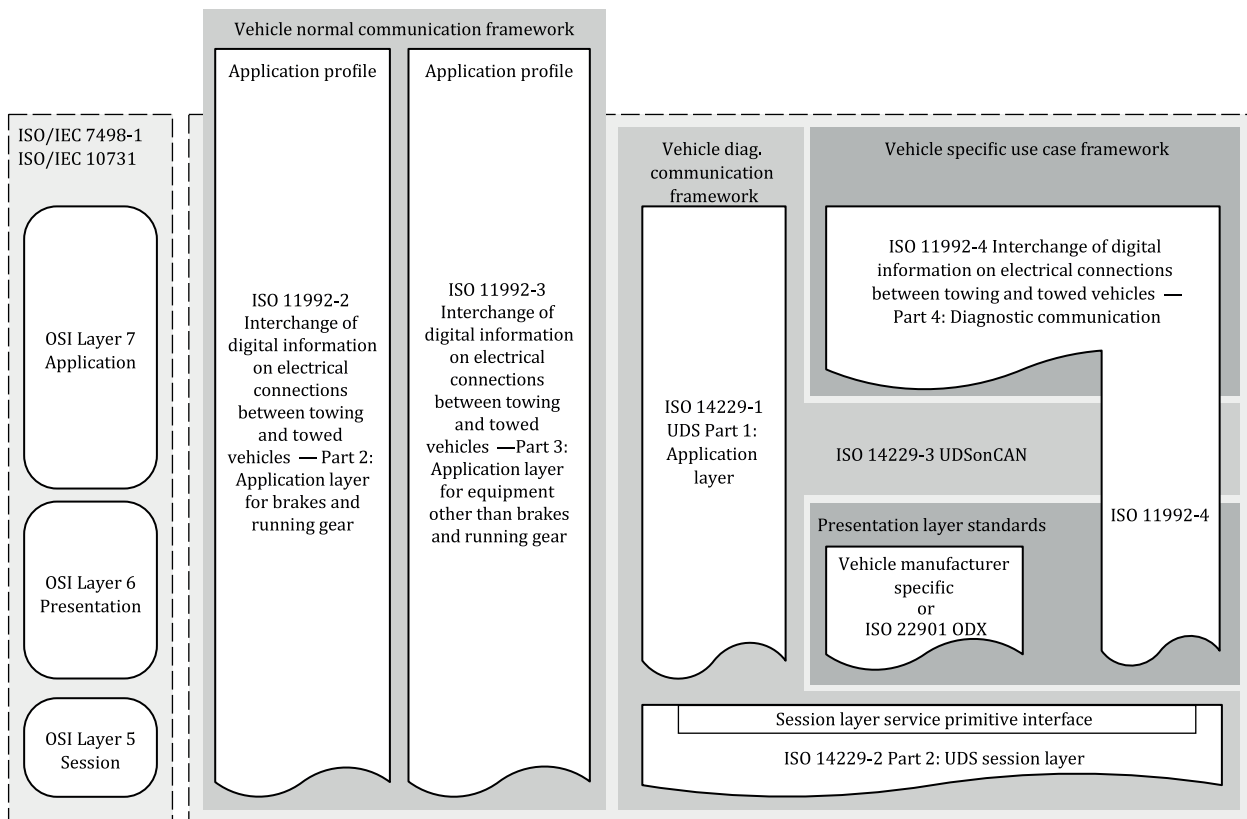 Vehicle normal communication framework
Application profile
Application profile
ISO/IEC 7498-1
ISO/IEC 10731
Vehicle diag.
communication
framework
Vehicle specific use case framework
OSI Layer 7
Application
ISO 11992-2
Interchange of
digital information
on electrical
connections
between towing
and towed
vehicles — Part 2:
Application layer
for brakes and
running gear
ISO 11992-3
Interchange of
digital information
on electrical
connections
between towing
and towed
vehicles —Part 3:
Application layer
for equipment
other than brakes
and running gear
ISO 14229-1
UDS Part 1:
Application
layer
ISO 11992-4 Interchange of digital
information on electrical connections
between towing and towed vehicles —
Part 4: Diagnostic communication
ISO 14229-3 UDSonCAN
ISO 11992-4
Presentation layer standards
Vehicle manufacturer
specific
or
ISO 22901 ODX
OSI Layer 6
Presentation
OSI Layer 5
Session
Session layer service primitive interface
ISO 14229-2 Part 2: UDS session layer